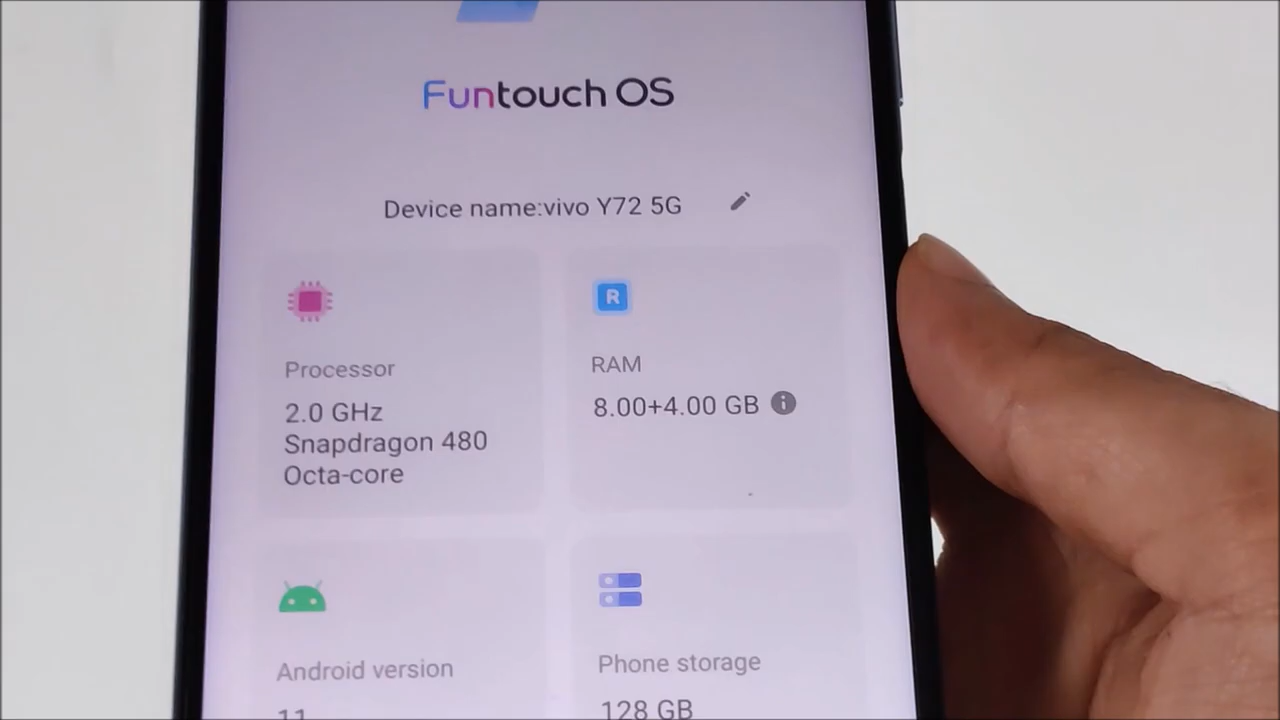 Funtouch OS
Device name:vivo Y72 5G
Processor
2.0 GHz
Snapdragon 480
Octa-core
R
RAM
8.00+4.00 GB
Android version
11
Phone storage
128 GB